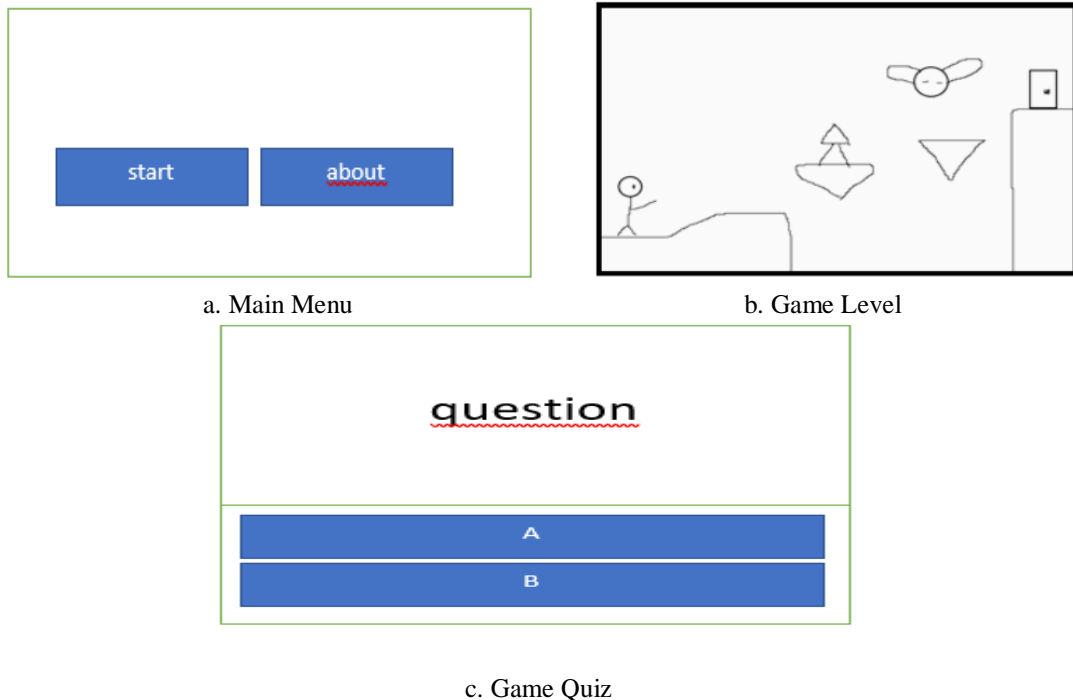 start about
a. Main Menu
b. Game Level
question
A
B
c. Game Quiz